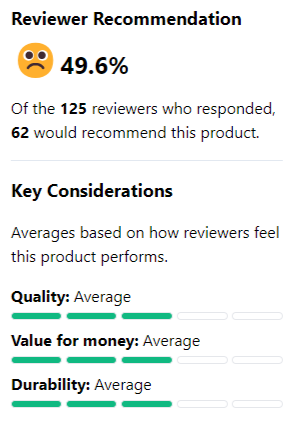 Reviewer Recommendation
49.6%
Of the 125 reviewers who responded,
62 would recommend this product.
Key Considerations
Averages based on how reviewers feel
this product performs.
Quality: Average
Value for money: Average
Durability: Average